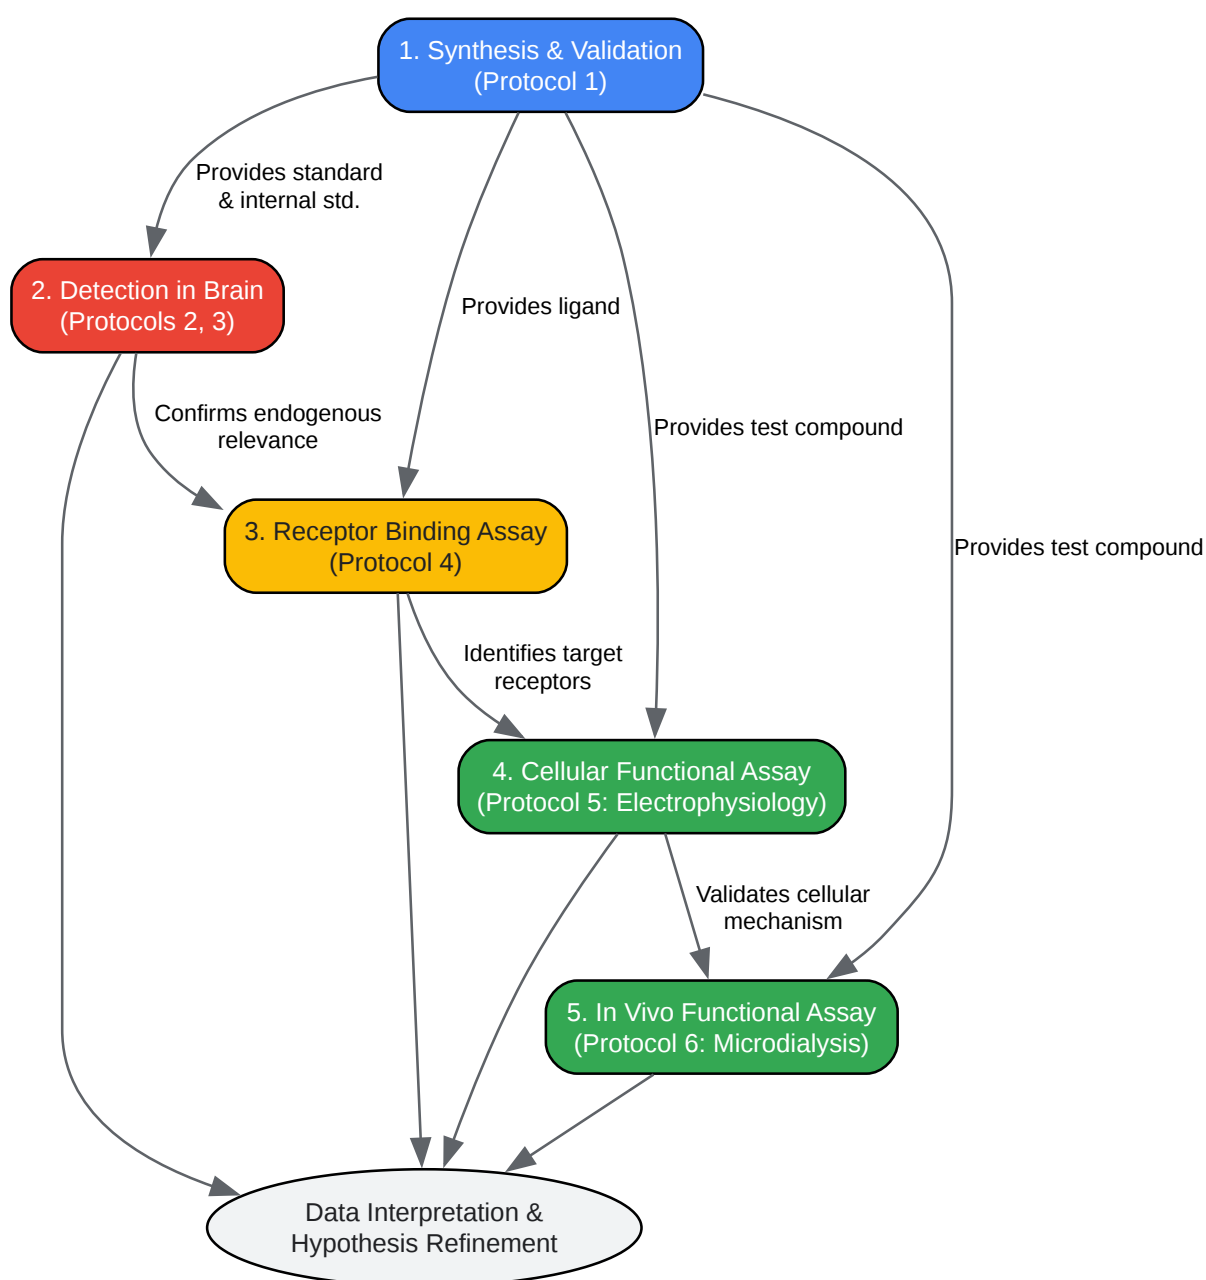 1. Synthesis & Validation
(Protocol 1)
Provides standard
& internal std.
2. Detection in Brain
(Protocols 2, 3)
Provides ligand
Confirms endogenous
relevance
Provides test compound
3. Receptor Binding Assay
(Protocol 4)
Provides test compound
Identifies target
receptors
4. Cellular Functional Assay
(Protocol 5: Electrophysiology)
Validates cellular
mechanism
5. In Vivo Functional Assay
(Protocol 6: Microdialysis)
Data Interpretation &
Hypothesis Refinement